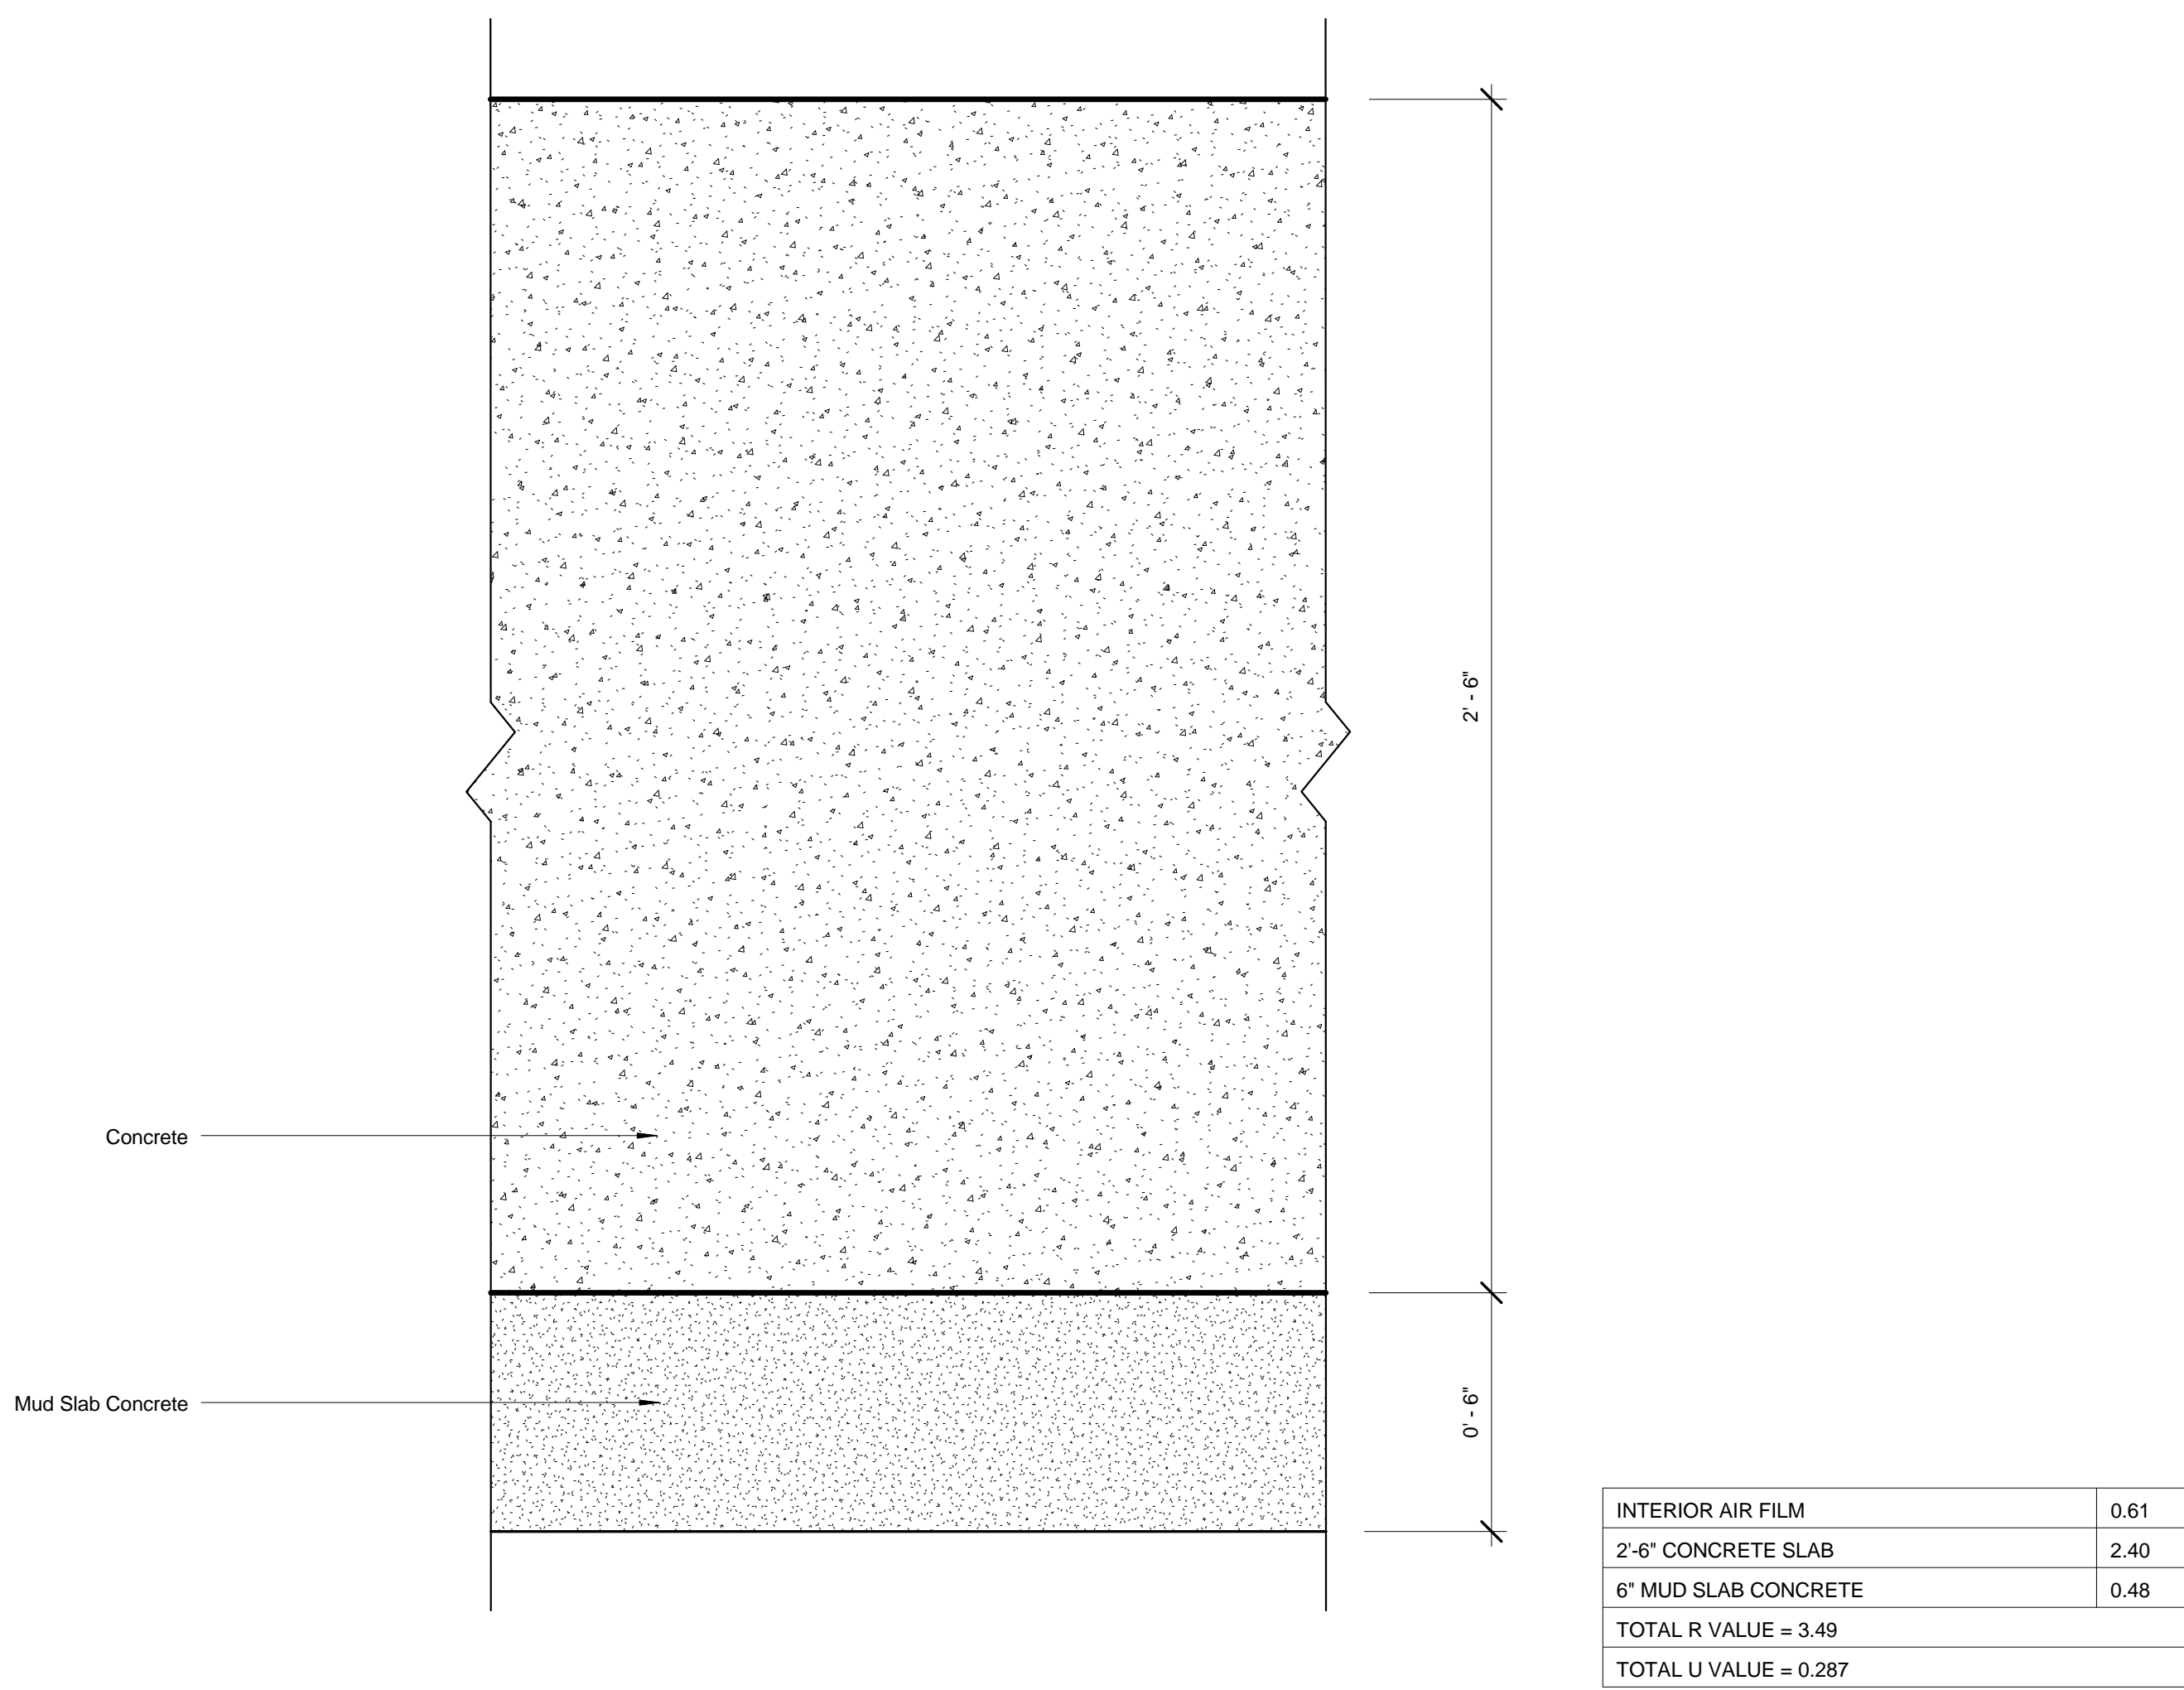 2' - 6"
Concrete
0' - 6"
Mud Slab Concrete
INTERIOR AIR FILM 0.61
2'-6" CONCRETE SLAB 2.40
6" MUD SLAB CONCRETE 0.48
TOTAL R VALUE = 3.49
TOTAL U VALUE = 0.287